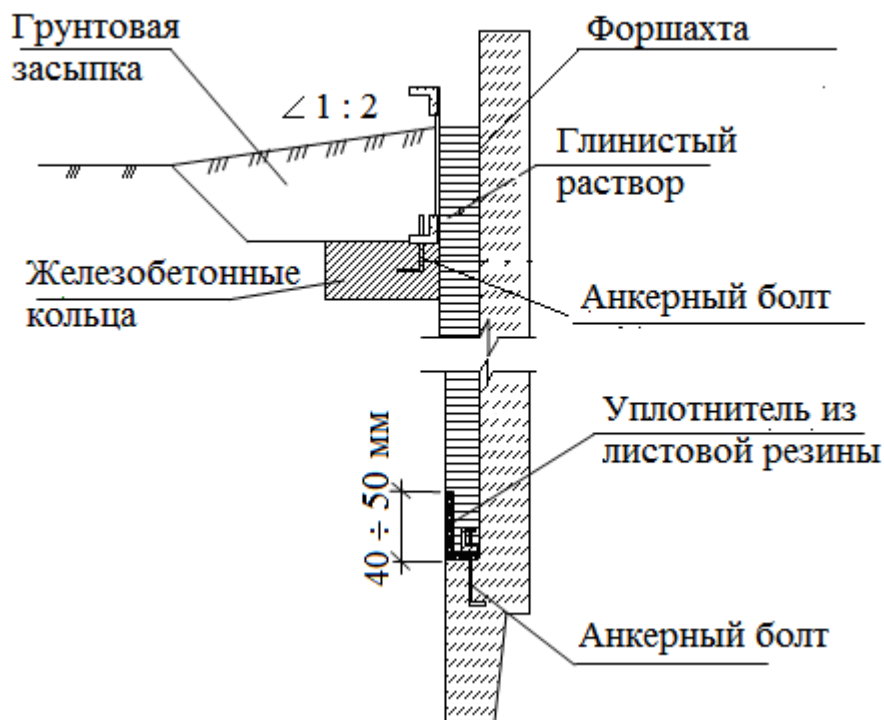 Грунтовая
засыпка
Форшахта
∠ 1 : 2
Глинистый
раствор
Железобетонные
кольца
Анкерный болт
Уплотнитель из
листовой резины
40 ÷ 50 мм
Анкерный болт